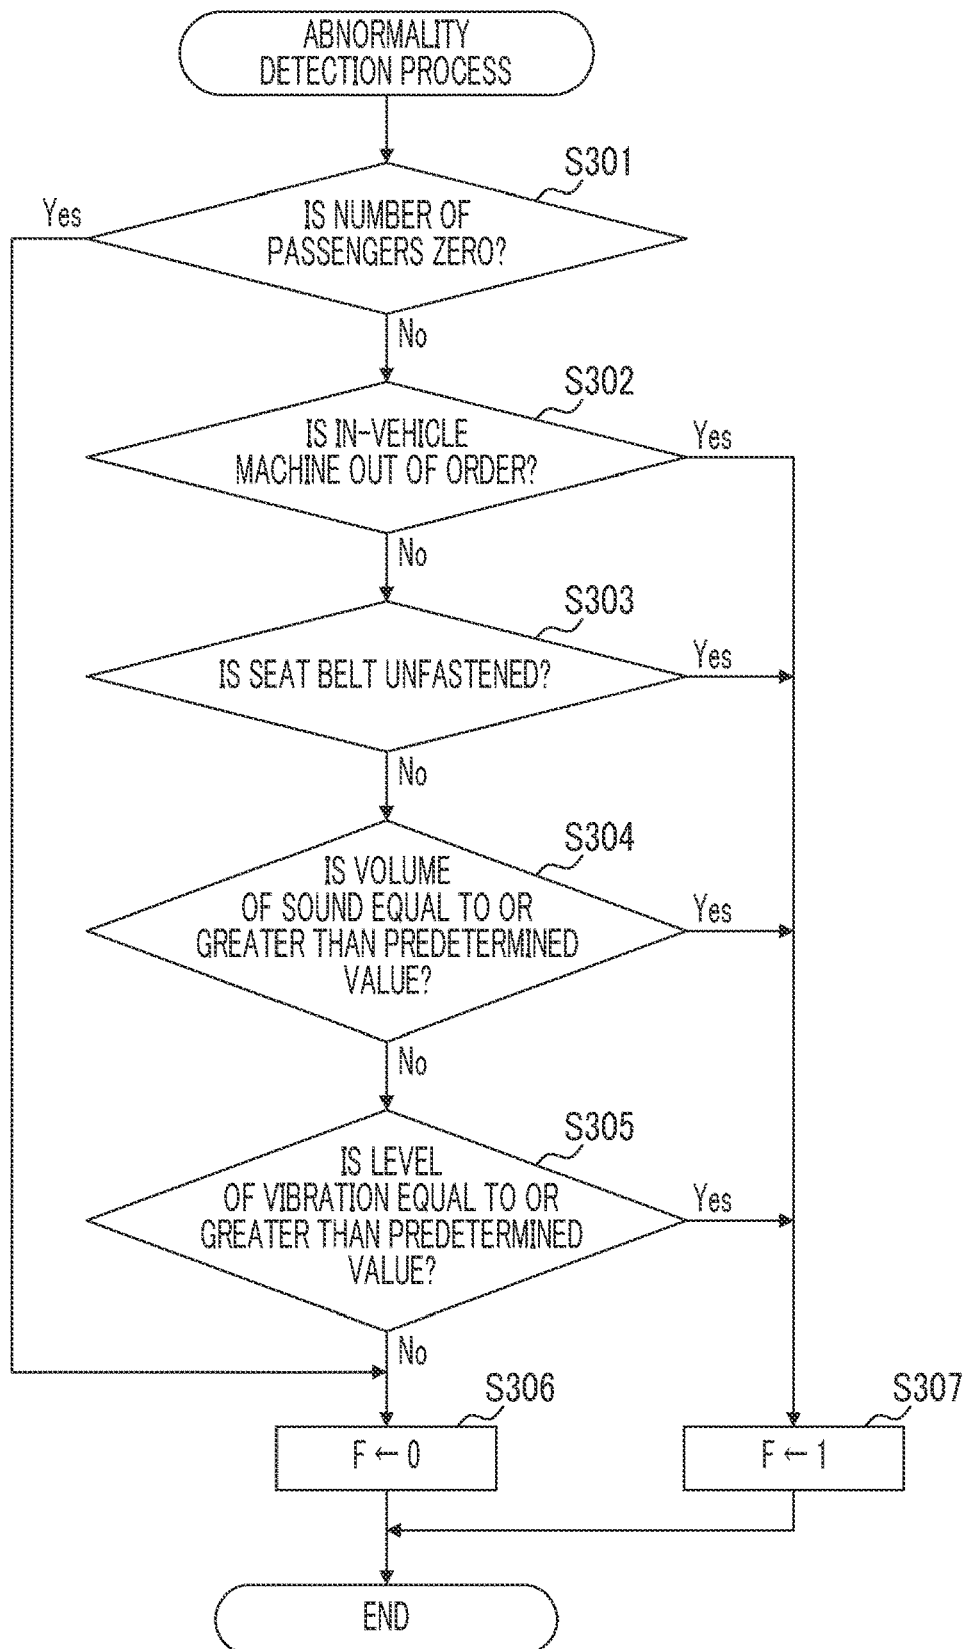 ABNORMALITY
DETECTION PROCESS
S301
Yes
IS NUMBER OF
PASSENGERS ZERO?
No
S302
IS IN-VEHICLE
MACHINE OUT OF ORDER?
Yes
No
S303
IS SEAT BELT UNFASTENED?
Yes
No
S304
IS VOLUME
OF SOUND EQUAL TO OR
GREATER THAN PREDETERMINED
VALUE?
Yes
No
S305
IS LEVEL
OF VIBRATION EQUAL TO OR
GREATER THAN PREDETERMINED
VALUE?
Yes
No
S306
F ← 0
S307
F ← 1
END